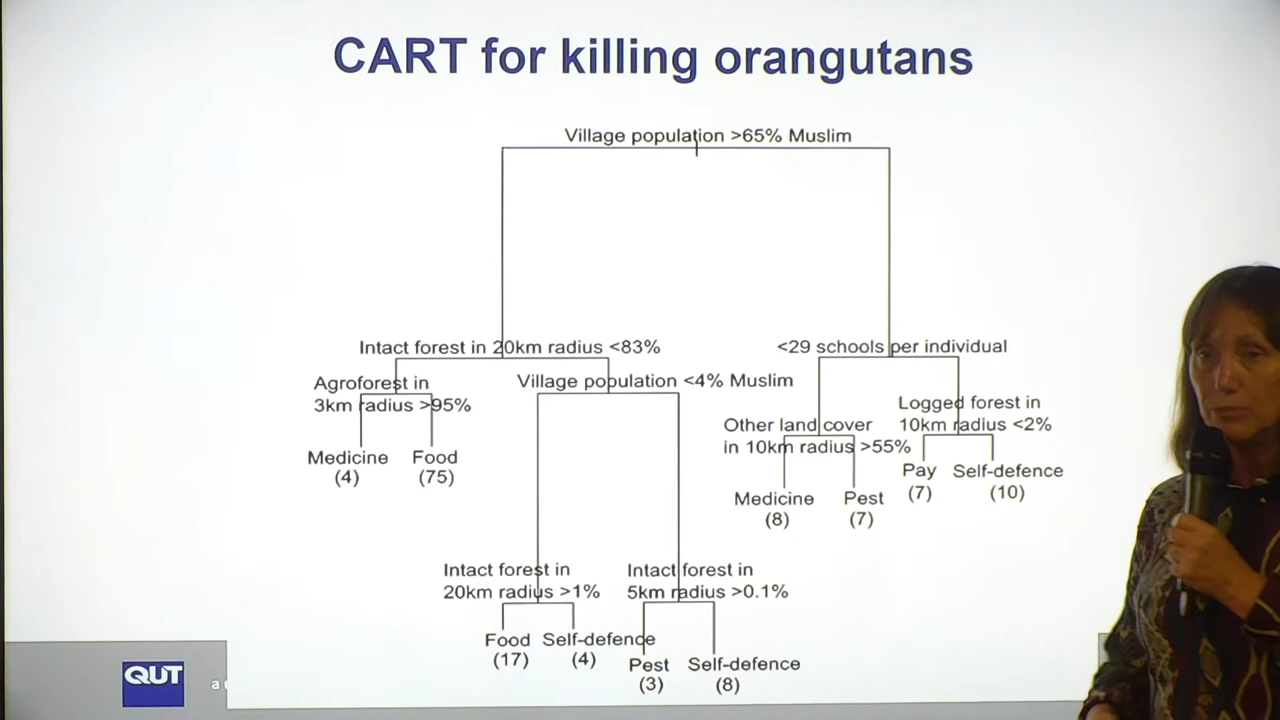 CART for killing orangutans
Village population >65% Muslim
Intact forest in 20km radius <83%
<29 schools per individual
Agroforest in
3km radius >95%
Village population <4% Muslim
Logged forest in
10km radius <2%
Other land cover
in 10km radius >55%
Medicine
(4)
Food
(75)
Pay
(7)
Self-defence
(10)
Medicine
(8)
Pest
(7)
Intact forest in
20km radius >1%
Intact forest in
5km radius >0.1%
Food
(17)
Self-defence
(4)
Pest
(3)
Self-defence
(8)
QUT
a